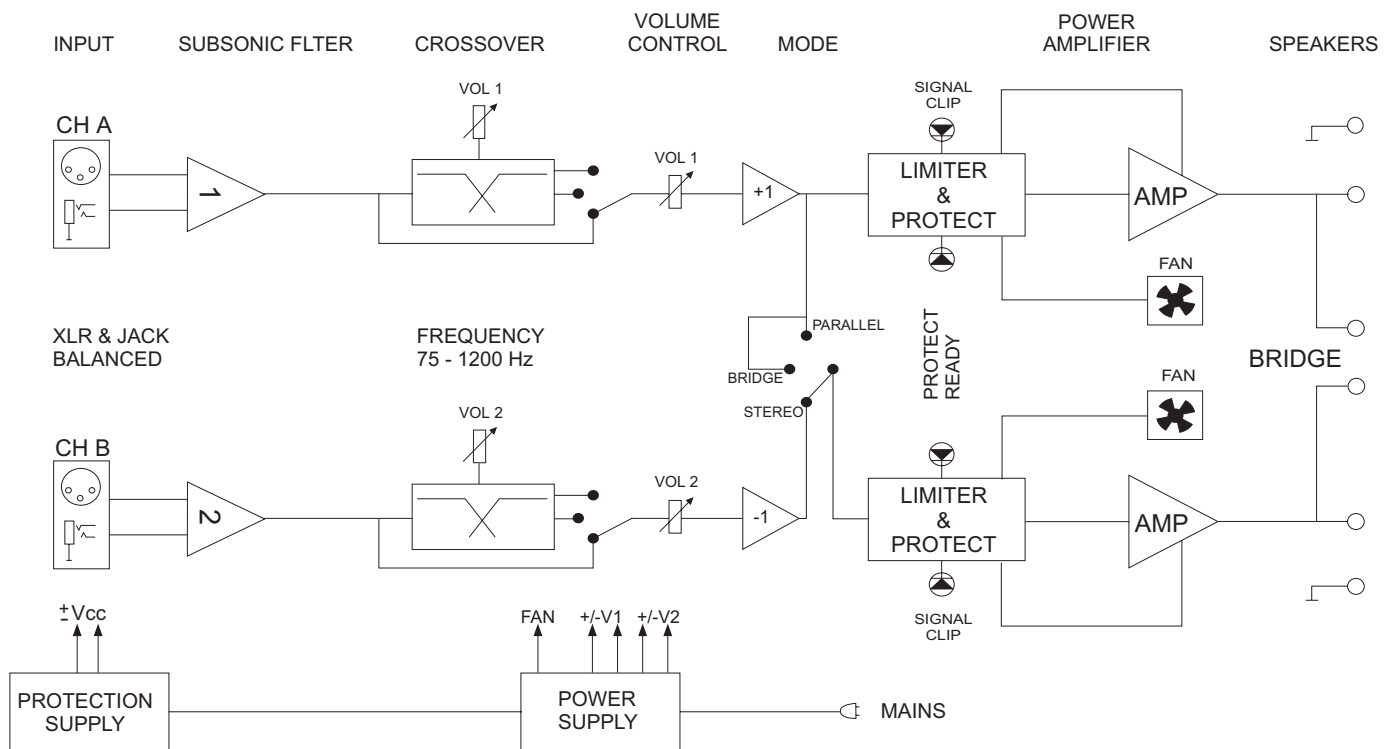 INPUT
SUBSONIC FLTER
CROSSOVER
VOLUME
CONTROL
MODE
POWER
AMPLIFIER
SPEAKERS
CH A
1
VOL 1
VOL 1
+1
SIGNAL
CLIP
LIMITER
&
PROTECT
AMP
FAN
XLR & JACK
BALANCED
FREQUENCY
75 - 1200 Hz
PARALLEL
BRIDGE
STEREO
PROTECT
READY
BRIDGE
FAN
CH B
2
VOL 2
VOL 2
-1
LIMITER
&
PROTECT
AMP
SIGNAL
CLIP
±Vcc
FAN
+/-V1
+/-V2
PROTECTION
SUPPLY
POWER
SUPPLY
MAINS